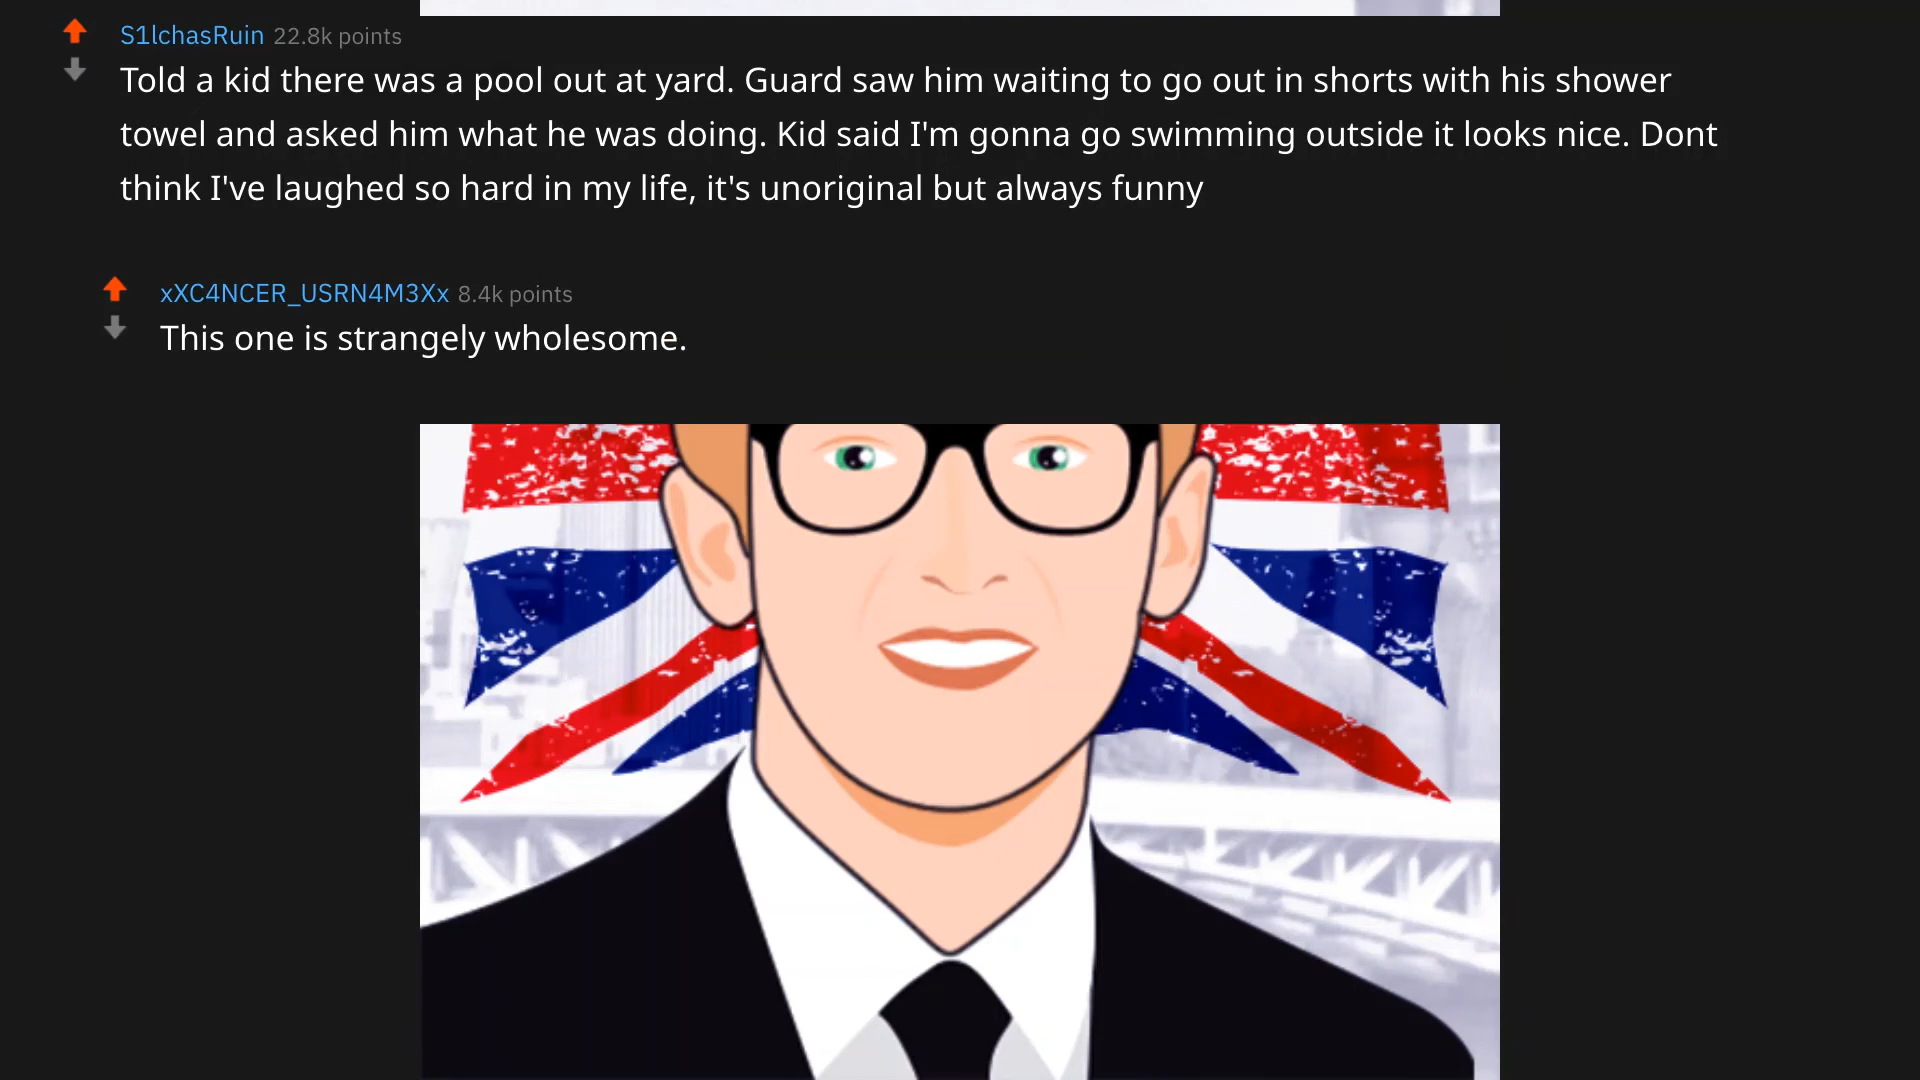 S1lchasRuin 22.8k points
Told a kid there was a pool out at yard. Guard saw him waiting to go out in shorts with his shower
towel and asked him what he was doing. Kid said I'm gonna go swimming outside it looks nice. Dont
think I've laughed so hard in my life, it's unoriginal but always funny
xXC4NCER_USRN4M3Xx 8.4k points
This one is strangely wholesome.